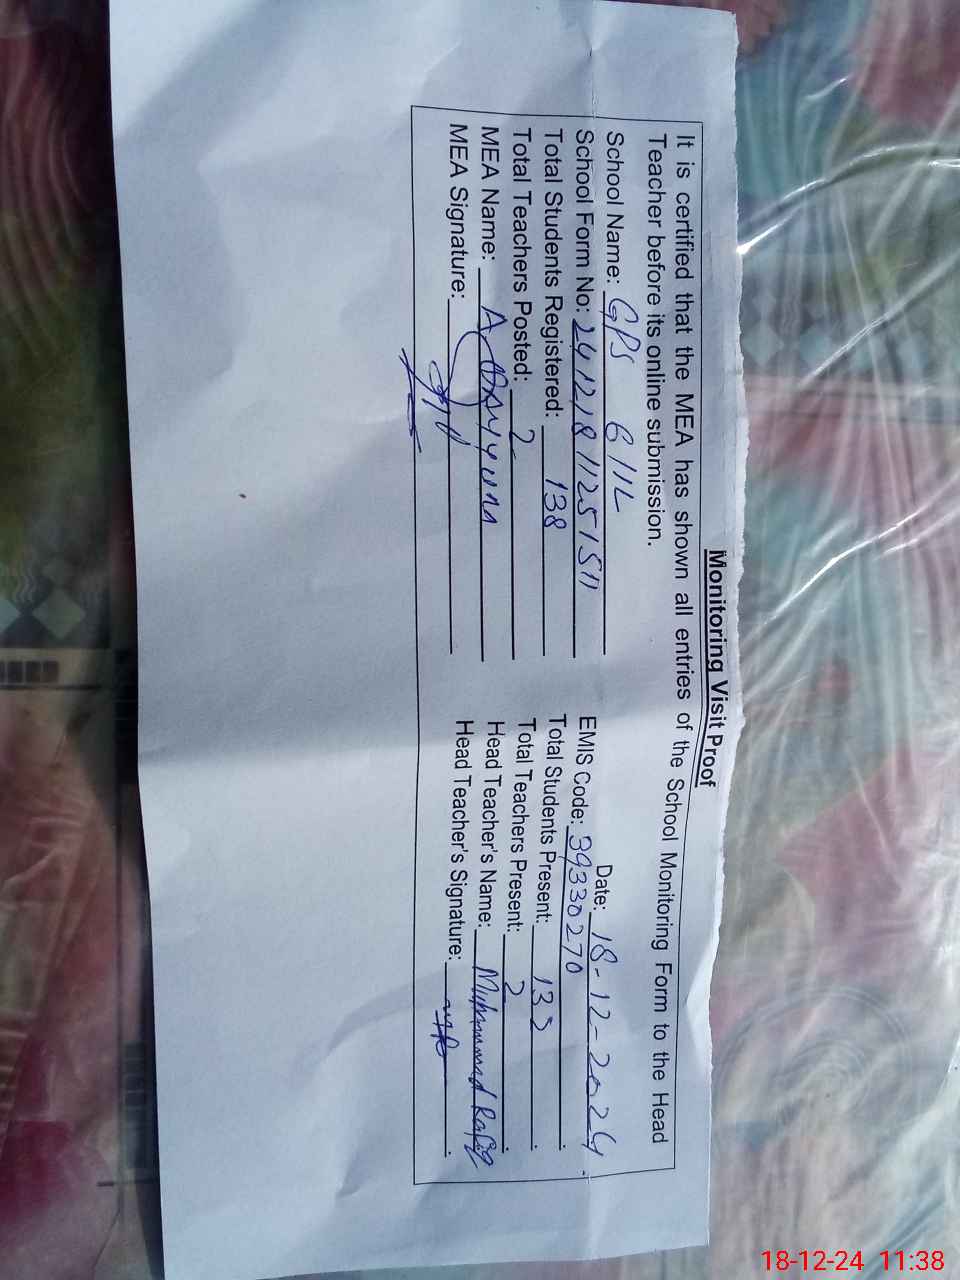 Monitoring Visit Proof
It is certified that the MEA has shown all entries of the School Monitoring Form to the Head
Teacher before its online submission.
Date: 18-12-2024
School Name: GPS 611L
School Form No: 24121811251511 EMIS Code: 39330270
Total Students Registered: 138 Total Students Present: 133
Total Teachers Posted: 2 Total Teachers Present: 2
MEA Name: Head Teacher's Name: Muhammad Rafiq
MEA Signature: Head Teacher's Signature:
18-12-24 11:38